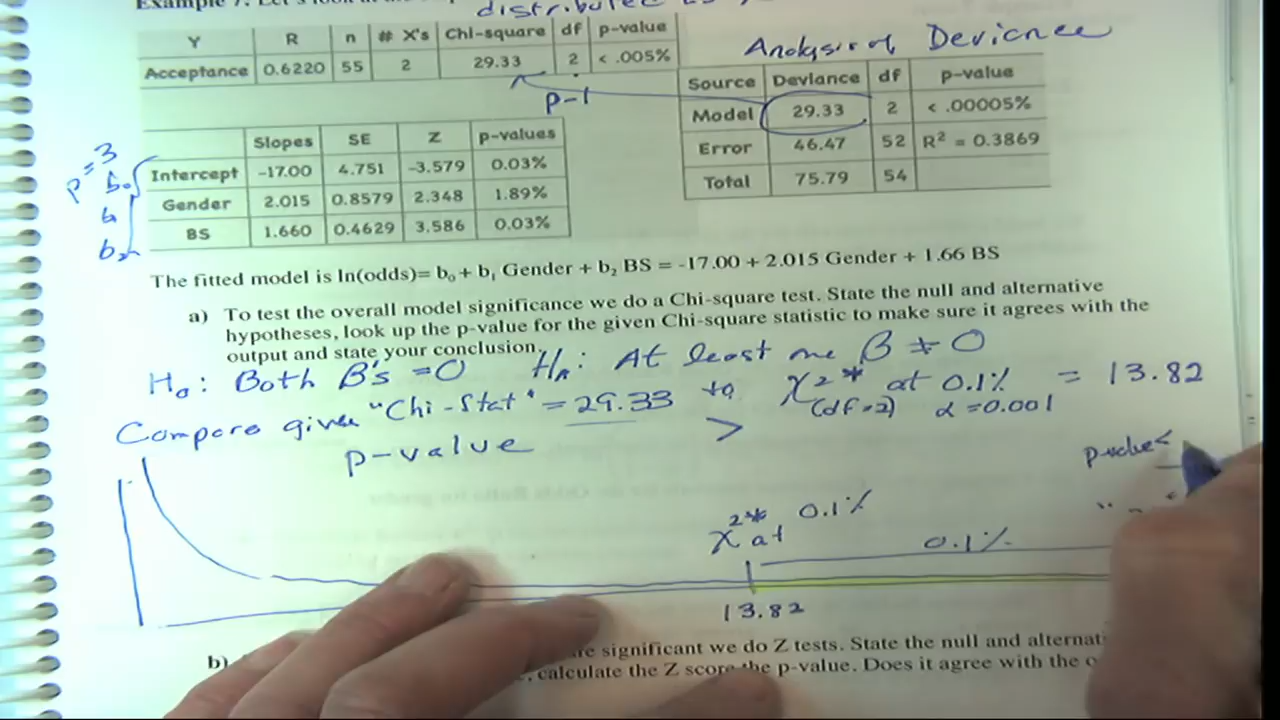 distributed
Y R n # X's Chi-square df p-value
Acceptance 0.6220 55 2 29.33 2 < .005%
p-1
Analysis of Deviance
Source Deviance df p-value
Model 29.33 2 < .00005%
Error 46.47 52 R² = 0.3869
Total 75.79 54
Slopes SE Z p-values
Intercept -17.00 4.751 -3.579 0.03%
Gender 2.015 0.8579 2.348 1.89%
BS 1.660 0.4629 3.586 0.03%
p = 3
b₀
b₁
b₂
The fitted model is ln(odds)= b₀ + b₁ Gender + b₂ BS = -17.00 + 2.015 Gender + 1.66 BS
a) To test the overall model significance we do a Chi-square test. State the null and alternative
hypotheses, look up the p-value for the given Chi-square statistic to make sure it agrees with the
output and state your conclusion.
H₀: Both B's = 0 Hₐ: At least one β ≠ 0
Compare given "Chi-Stat" = 29.33 to χ²* at 0.1% = 13.82
(df=2) α=0.001
>
p-value
p-value <
χ²* at 0.1%
0.1%
13.82
b)
are significant we do Z tests. State the null and
, calculate the Z score the p-value. Does it agree with the